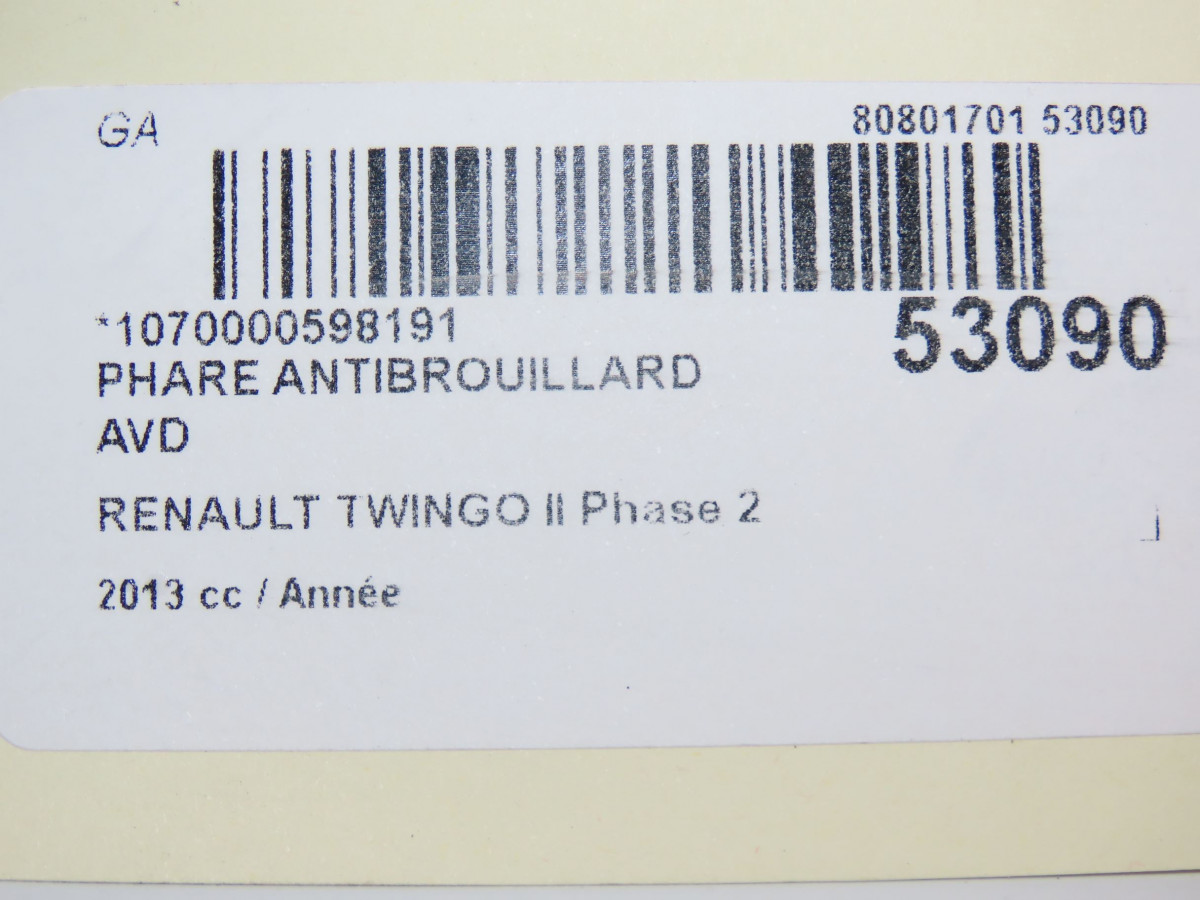 GA
80801701 53090
*1070000598191
53090
PHARE ANTIBROUILLARD
AVD
RENAULT TWINGO II Phase 2
2013 cc / Année